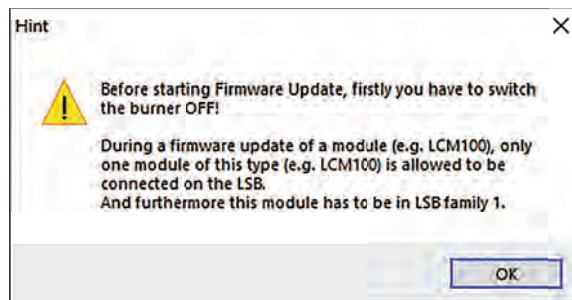 Hint
Before starting Firmware Update, firstly you have to switch
the burner OFF!
During a firmware update of a module (e.g. LCM100), only
one module of this type (e.g. LCM100) is allowed to be
connected on the LSB.
And furthermore this module has to be in LSB family 1.
OK